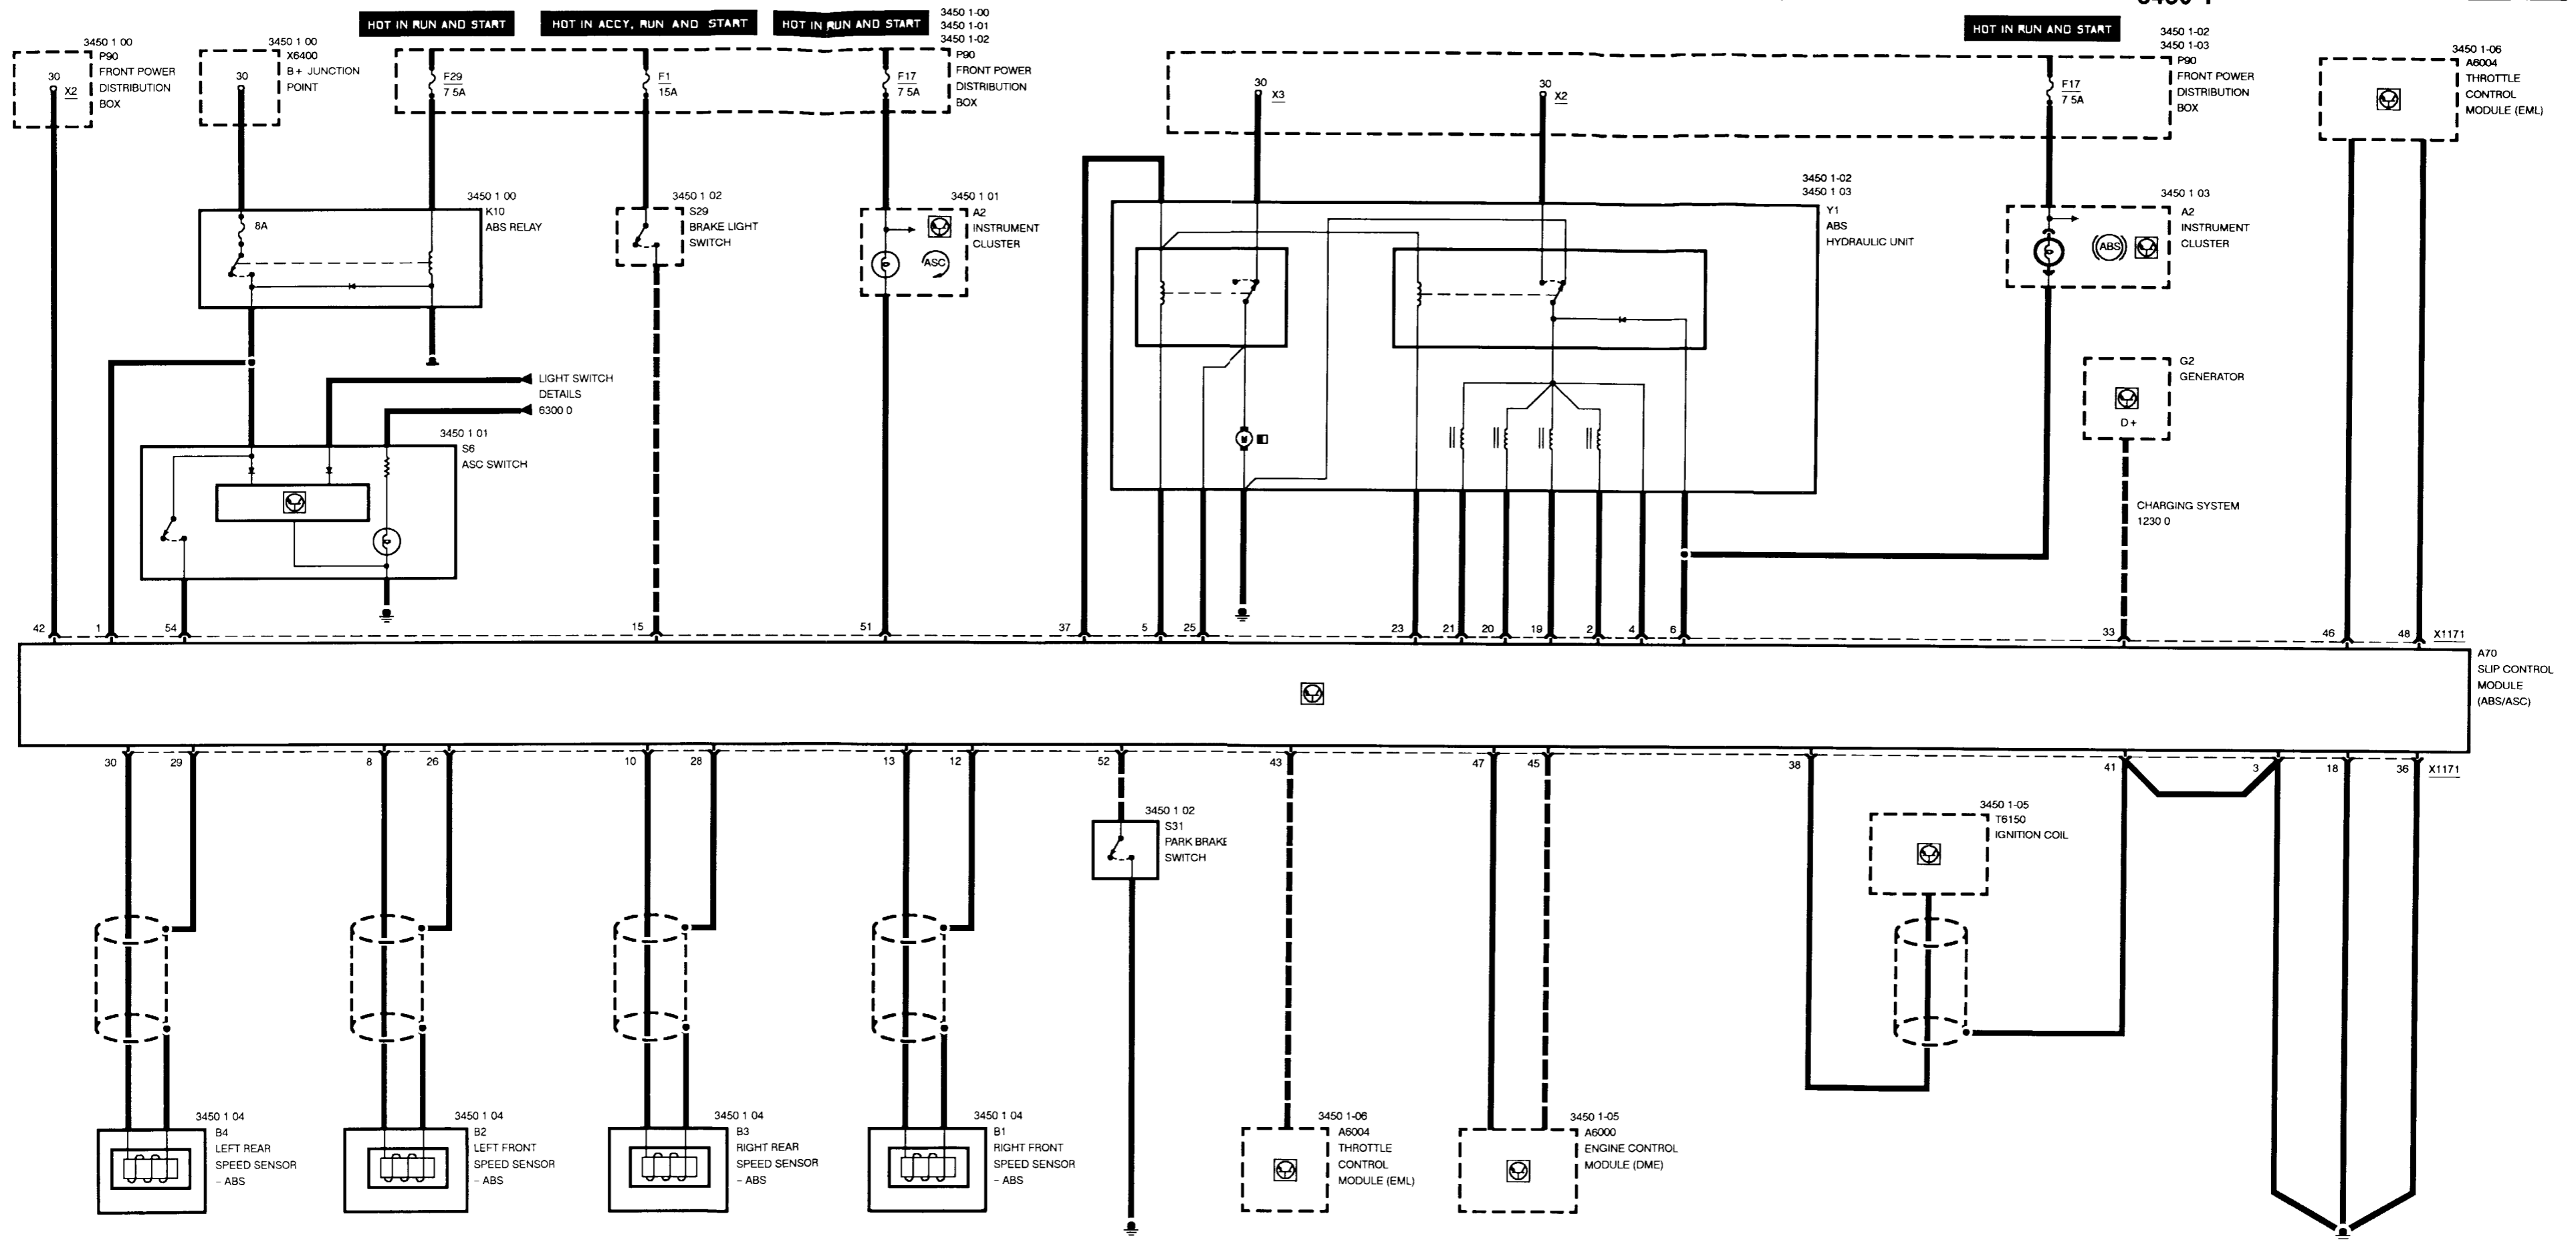 HOT IN RUN AND START
HOT IN ACCY, RUN AND START
HOT IN RUN AND START
3450 1-00
3450 1-01
3450 1-02
P90
FRONT POWER
DISTRIBUTION
BOX
HOT IN RUN AND START
3450 1-02
3450 1-03
P90
FRONT POWER
DISTRIBUTION
BOX
3450 1-06
A6004
THROTTLE
CONTROL
MODULE (EML)
3450 1 00
P90
FRONT POWER
DISTRIBUTION
BOX
30
X2
3450 1 00
X6400
B+ JUNCTION
POINT
30
F29
7 5A
F1
15A
F17
7 5A
30
X3
30
X2
F17
7 5A
3450 1 00
K10
ABS RELAY
8A
3450 1 02
S29
BRAKE LIGHT
SWITCH
3450 1 01
A2
INSTRUMENT
CLUSTER
ASC
3450 1-02
3450 1 03
Y1
ABS
HYDRAULIC UNIT
M
3450 1 03
A2
INSTRUMENT
CLUSTER
ABS
G2
GENERATOR
D+
LIGHT SWITCH
DETAILS
6300 0
3450 1 01
S6
ASC SWITCH
CHARGING SYSTEM
1230 0
42
1
54
15
51
37
5
25
23
21
20
19
2
4
6
33
46
48
X1171
A70
SLIP CONTROL
MODULE
(ABS/ASC)
30
29
8
26
10
28
13
12
52
43
47
45
38
41
3
18
36
X1171
3450 1 02
S31
PARK BRAKE
SWITCH
3450 1-05
T6150
IGNITION COIL
3450 1 04
B4
LEFT REAR
SPEED SENSOR
– ABS
3450 1 04
B2
LEFT FRONT
SPEED SENSOR
– ABS
3450 1 04
B3
RIGHT REAR
SPEED SENSOR
– ABS
3450 1 04
B1
RIGHT FRONT
SPEED SENSOR
– ABS
3450 1-06
A6004
THROTTLE
CONTROL
MODULE (EML)
3450 1-05
A6000
ENGINE CONTROL
MODULE (DME)